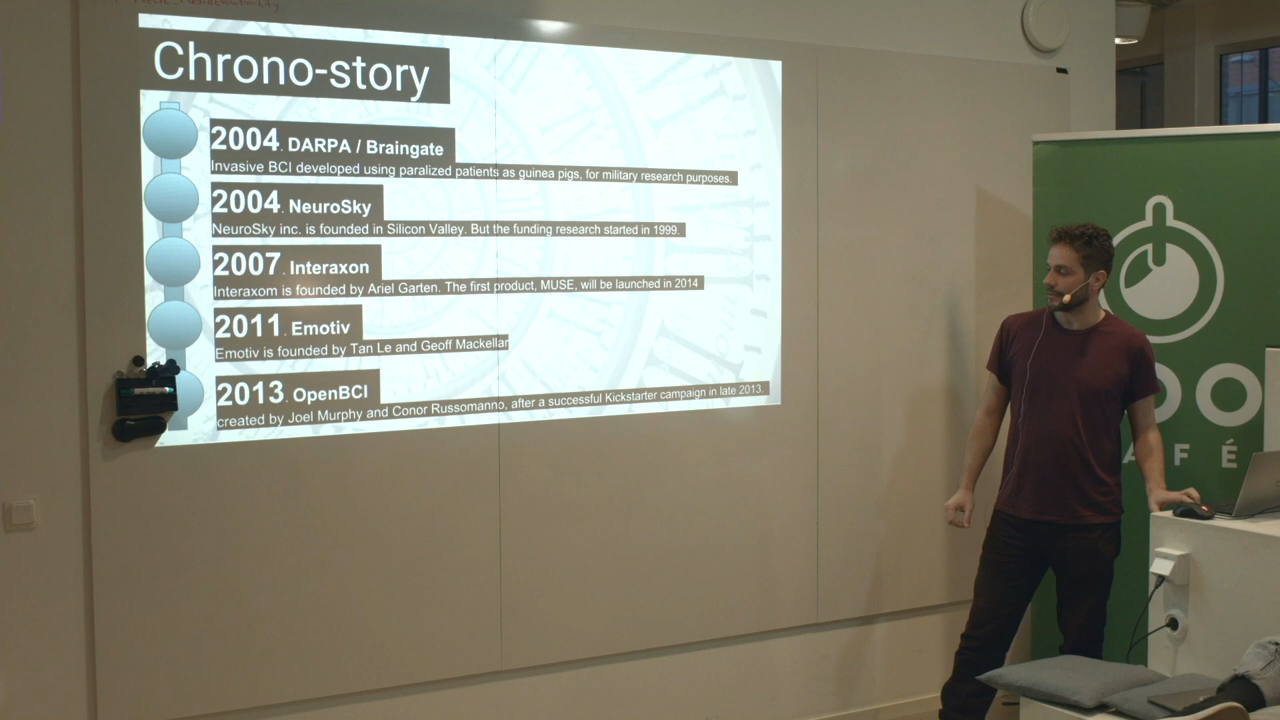 Chrono-story
2004. DARPA / Braingate
Invasive BCI developed using paralized patients as guinea pigs, for military research purposes.
2004. NeuroSky
NeuroSky inc. is founded in Silicon Valley. But the funding research started in 1999.
2007. Interaxon
Interaxom is founded by Ariel Garten. The first product, MUSE, will be launched in 2014
2011. Emotiv
Emotiv is founded by Tan Le and Geoff Mackellar
2013. OpenBCI
created by Joel Murphy and Conor Russomanno, after a successful Kickstarter campaign in late 2013.
OO
AFÉ